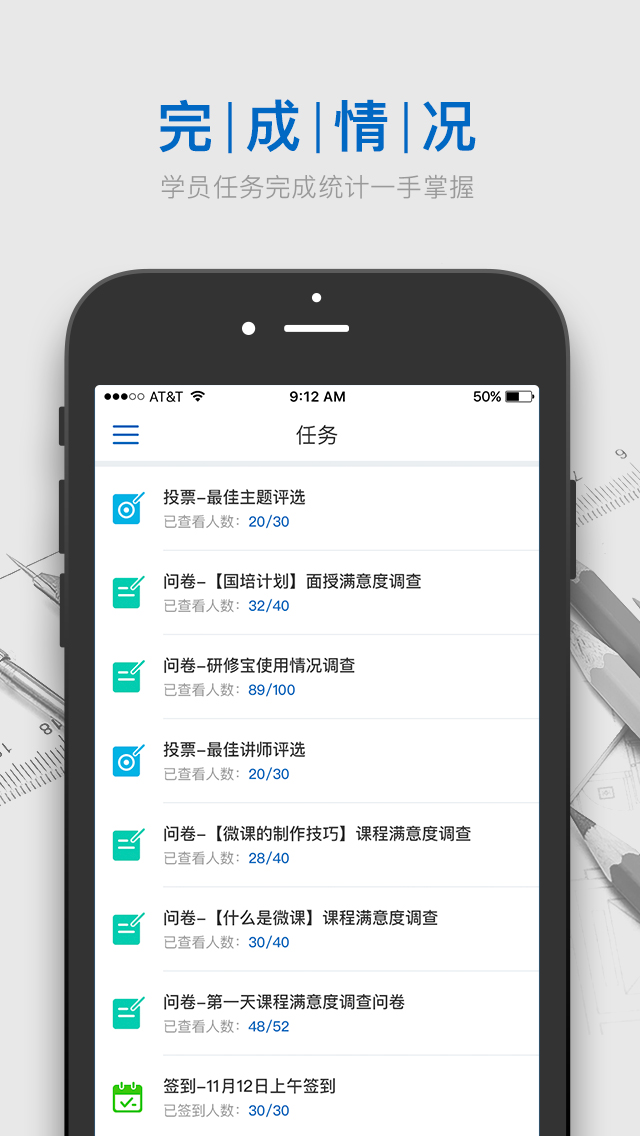 完成情况
学员任务完成统计一手掌握
AT&T 9:12 AM 50%
任务
投票-最佳主题评选
已查看人数：20/30
问卷-【国培计划】面授满意度调查
已查看人数：32/40
问卷-研修宝使用情况调查
已查看人数：89/100
投票-最佳讲师评选
已查看人数：20/30
问卷-【微课的制作技巧】课程满意度调查
已查看人数：28/40
问卷-【什么是微课】课程满意度调查
已查看人数：30/40
问卷-第一天课程满意度调查问卷
已查看人数：48/52
签到-11月12日上午签到
已签到人数：30/30
9
18